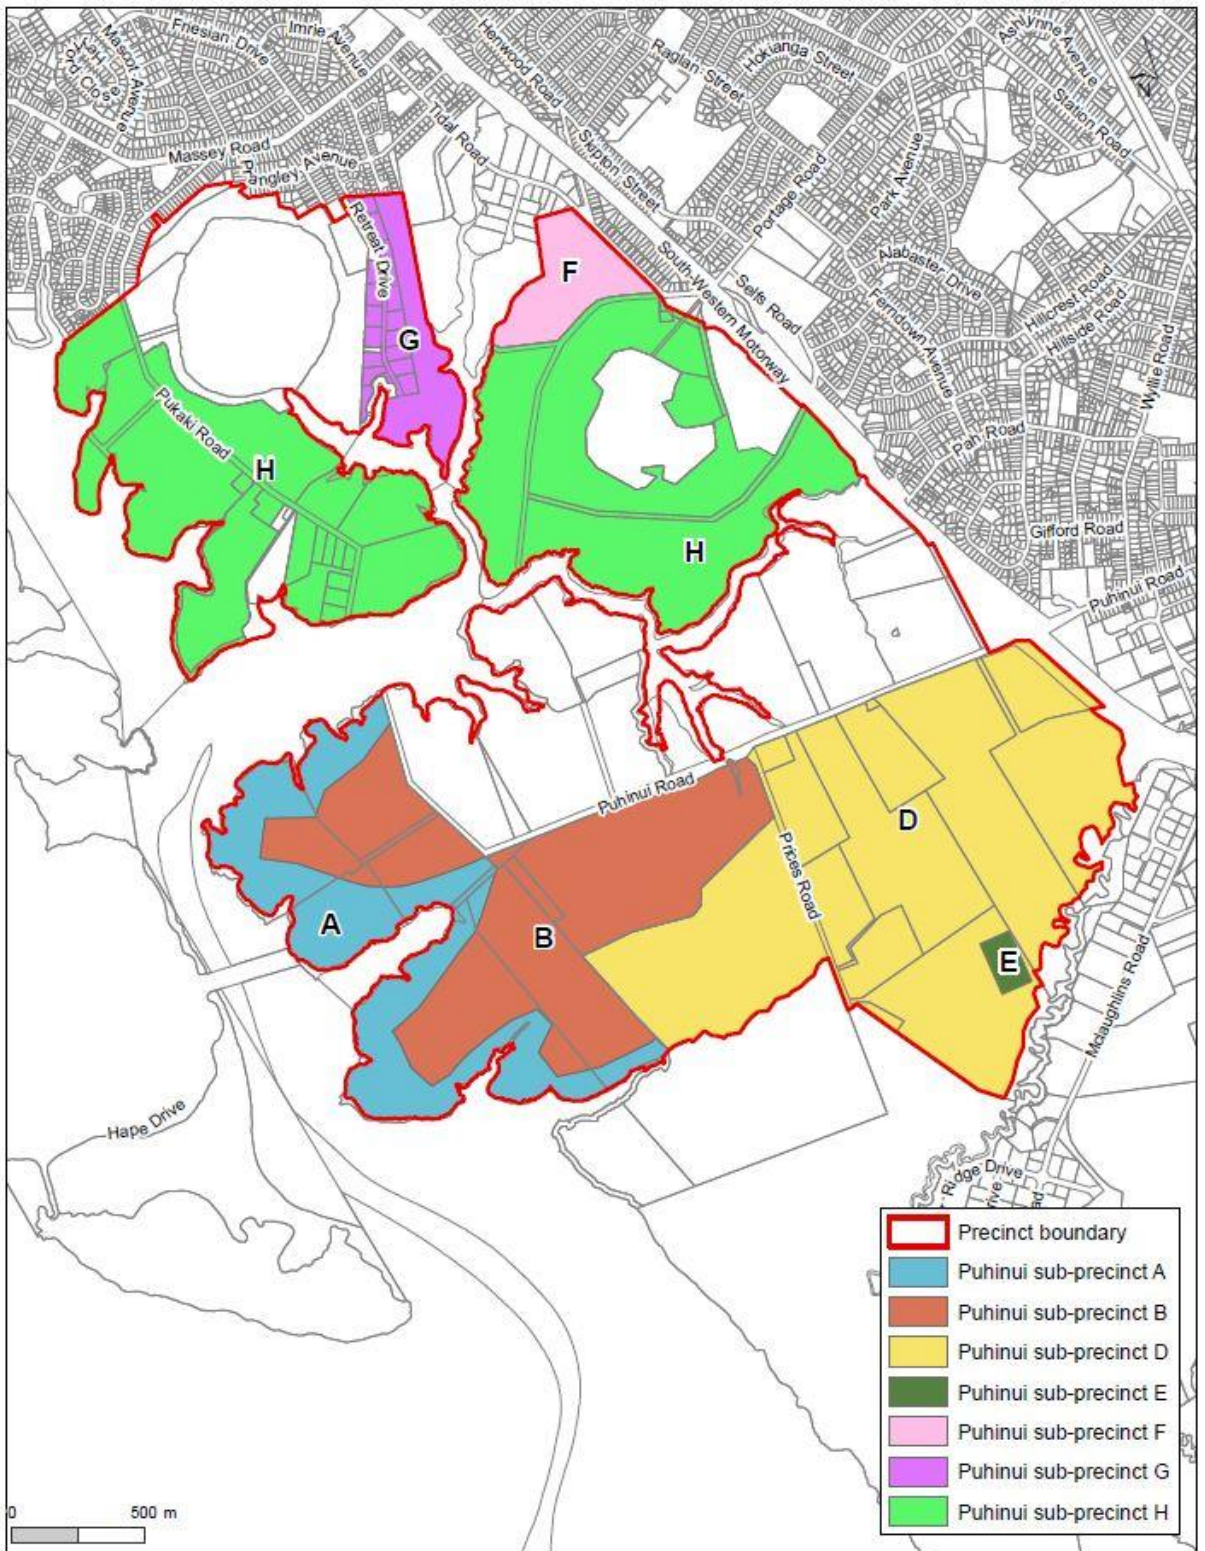 Friesian Drive
Imrie Avenue
Henwood Road
Raglan Street
Hokianga Street
Station Road
Tidal Road
Skipton Street
Massey Road
Portage Road
Park Avenue
Retreat Drive
F
South-Western Motorway
Selfs Road
Alabaster Drive
Ferndown Avenue
Hillcrest Road
Hillside Road
Wyllie Road
G
Pukaki Road
H
Pah Road
H
Gifford Road
Puhinui Road
Puhinui Road
D
Prices Road
A
B
E
Mclaughlins Road
Hape Drive
Ridge Drive
Precinct boundary
Puhinui sub-precinct A
Puhinui sub-precinct B
Puhinui sub-precinct D
Puhinui sub-precinct E
Puhinui sub-precinct F
Puhinui sub-precinct G
Puhinui sub-precinct H
0
500 m